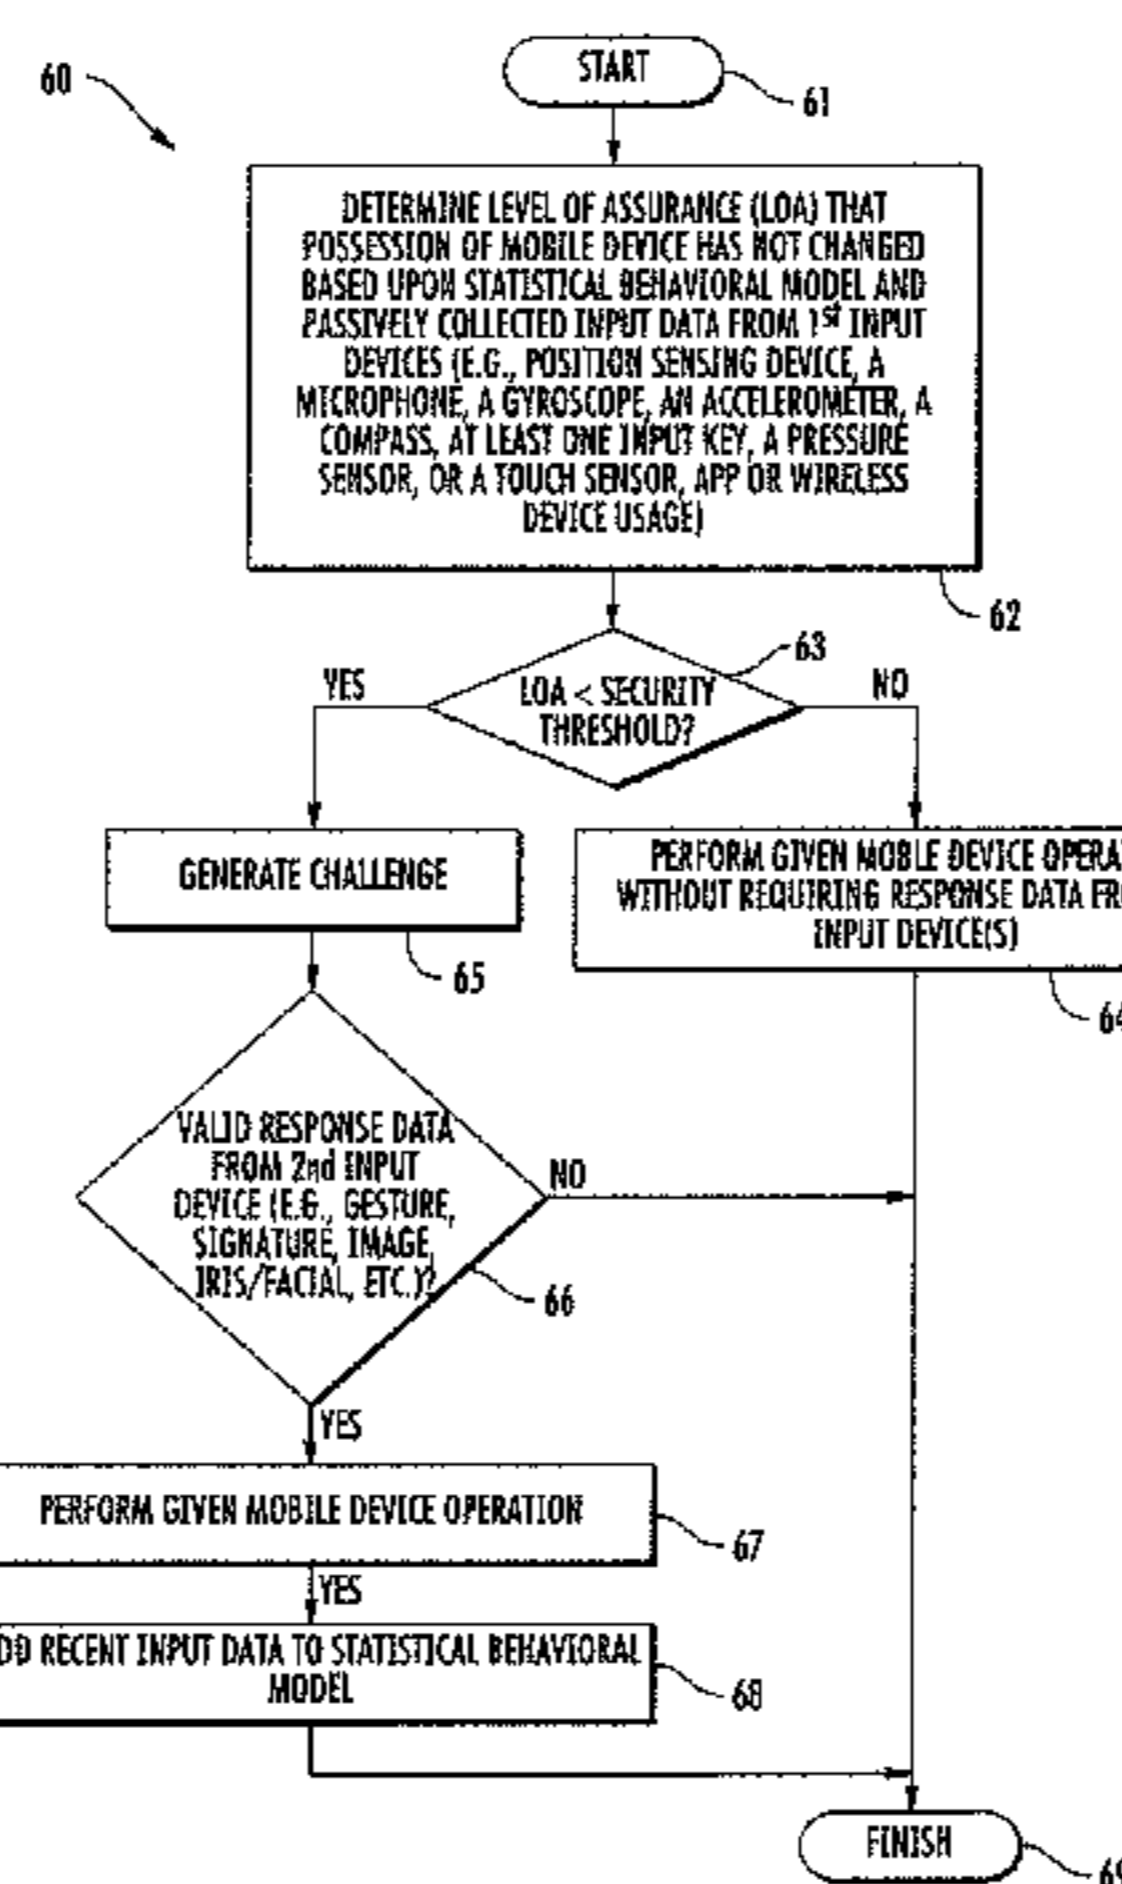 60
START
61
DETERMINE LEVEL OF ASSURANCE (LOA) THAT
POSSESSION OF MOBILE DEVICE HAS NOT CHANGED
BASED UPON STATISTICAL BEHAVIORAL MODEL AND
PASSIVELY COLLECTED INPUT DATA FROM 1st INPUT
DEVICES (E.G., POSITION SENSING DEVICE, A
MICROPHONE, A GYROSCOPE, AN ACCELEROMETER, A
COMPASS, AT LEAST ONE INPUT KEY, A PRESSURE
SENSOR, OR A TOUCH SENSOR, APP OR WIRELESS
DEVICE USAGE)
62
63
YES
LOA < SECURITY
THRESHOLD?
NO
GENERATE CHALLENGE
65
PERFORM GIVEN MOBLE DEVICE
WITHOUT REQUIRING RESPONSE DATA
INPUT DEVICE(S)
VALID RESPONSE DATA
FROM 2nd INPUT
DEVICE (E.G., GESTURE,
SIGNATURE, IMAGE,
IRIS/FACIAL, ETC.)?
NO
66
YES
PERFORM GIVEN MOBILE DEVICE OPERATION
67
YES
RECENT INPUT DATA TO STATISTICAL BEHAVIORAL
MODEL
68
FINISH